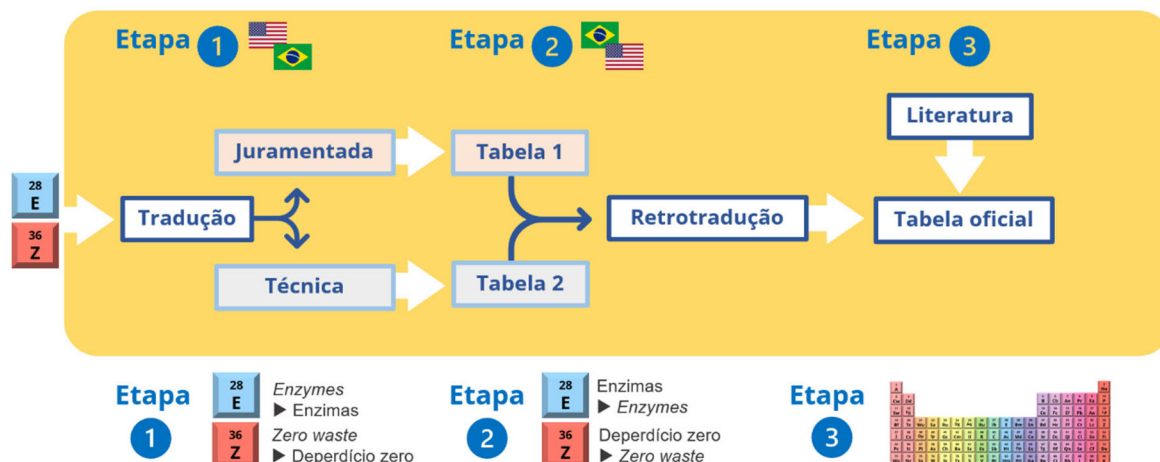 Etapa 1
Etapa 2
Etapa 3
28
E
36
Z
Tradução
Juramentada
Técnica
Tabela 1
Tabela 2
Retrotradução
Literatura
Tabela oficial
Etapa
1
28
E
Enzymes
▶ Enzimas
36
Z
Zero waste
▶ Deperdício zero
Etapa
2
28
E
Enzimas
▶ Enzymes
36
Z
Deperdício zero
▶ Zero waste
Etapa
3